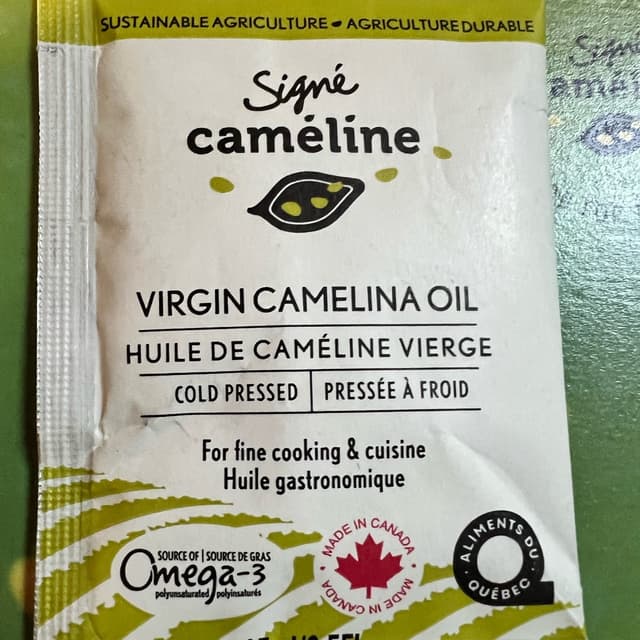 SUSTAINABLE AGRICULTURE AGRICULTURE DURABLE
Signé
caméline
VIRGIN CAMELINA OIL
HUILE DE CAMÉLINE VIERGE
COLD PRESSED PRESSÉE À FROID
For fine cooking & cuisine
Huile gastronomique
SOURCE OF | SOURCE DE GRAS
Omega-3
polyunsaturated polyinsaturés
MADE IN CANADA • MADE IN CANADA •
ALIMENTS DU QUÉBEC